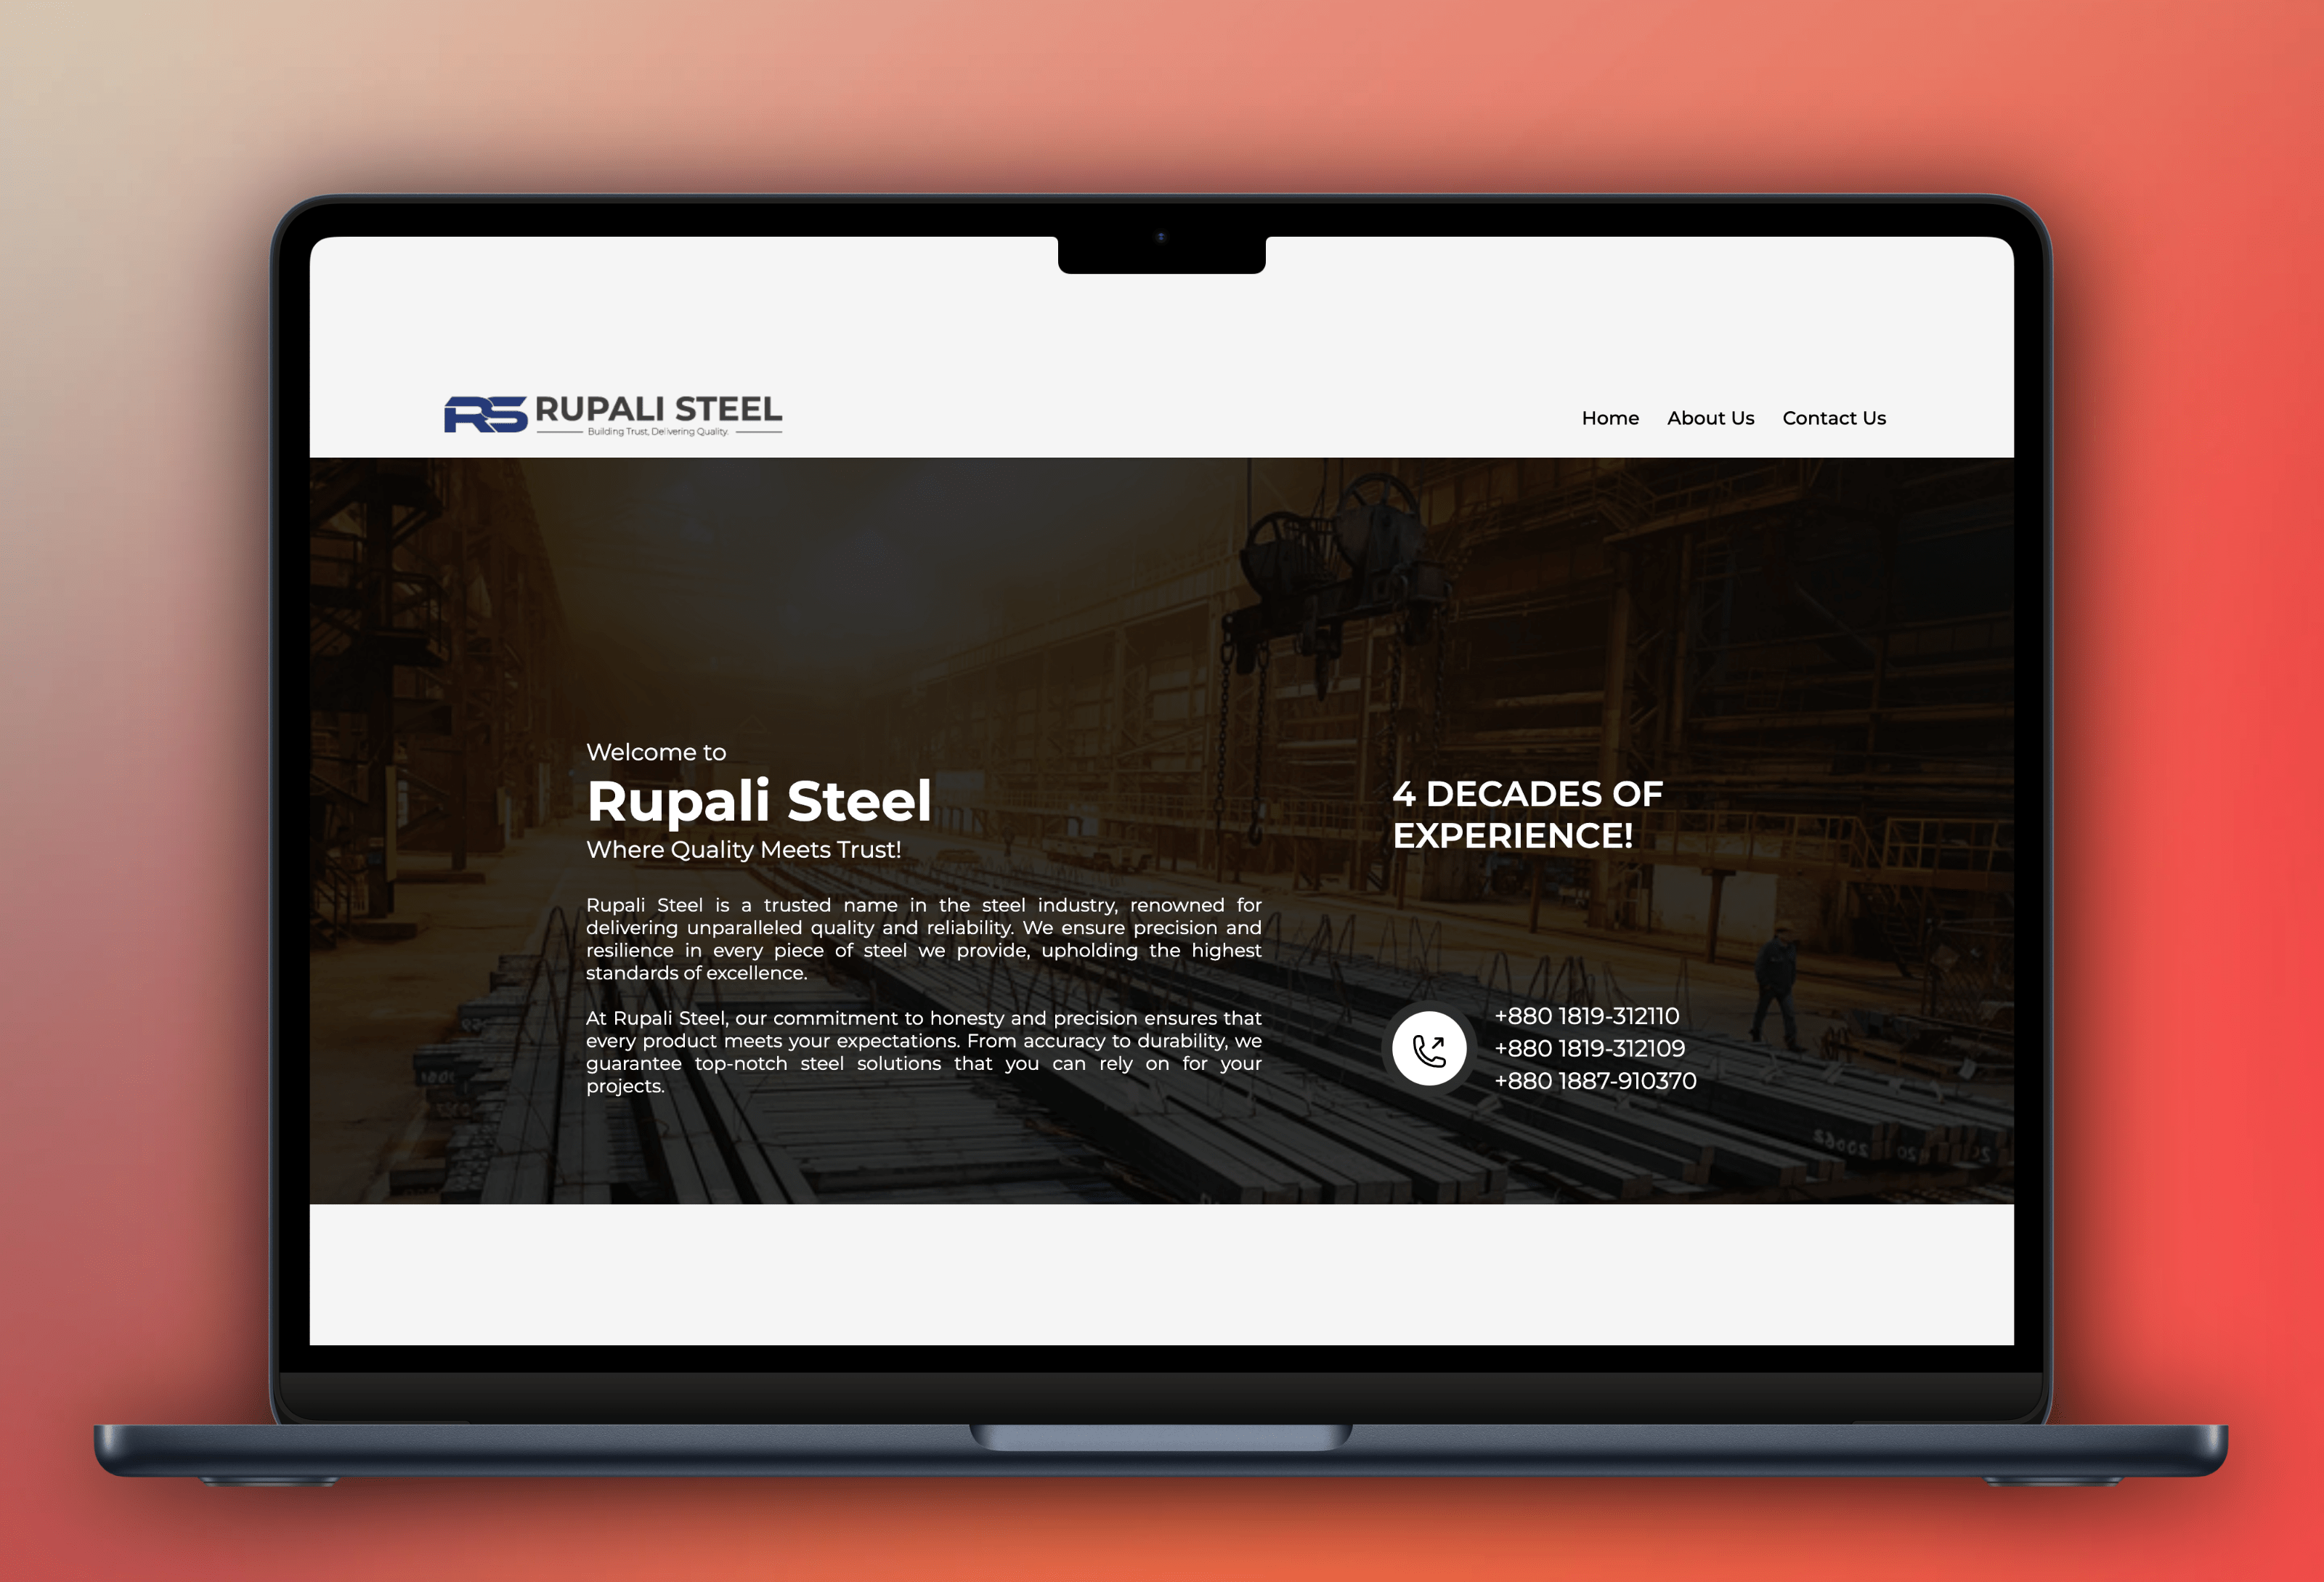 RS RUPALI STEEL
Building Trust, Delivering Quality.
Home About Us Contact Us
Welcome to
Rupali Steel
Where Quality Meets Trust!
Rupali Steel is a trusted name in the steel industry, renowned for
delivering unparalleled quality and reliability. We ensure precision and
resilience in every piece of steel we provide, upholding the highest
standards of excellence.
At Rupali Steel, our commitment to honesty and precision ensures that
every product meets your expectations. From accuracy to durability, we
guarantee top-notch steel solutions that you can rely on for your
projects.
4 DECADES OF
EXPERIENCE!
+880 1819-312110
+880 1819-312109
+880 1887-910370